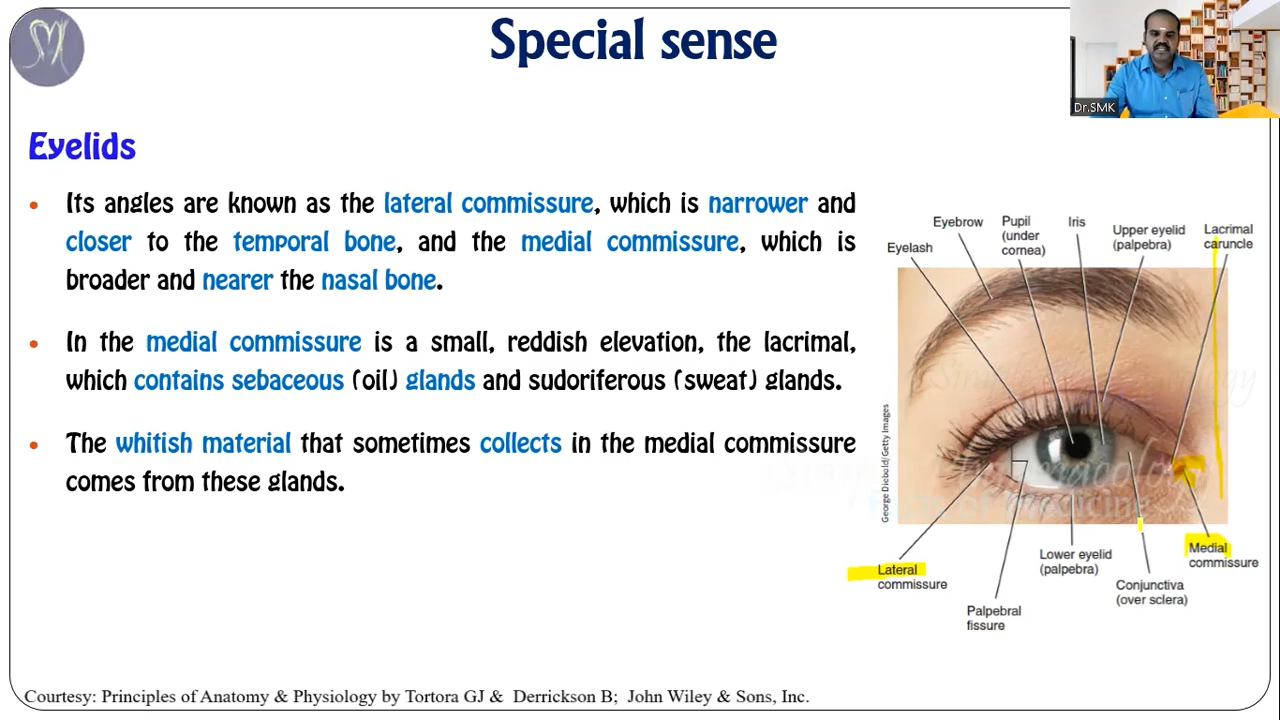 Special sense
Dr.SMK
Eyelids
• Its angles are known as the lateral commissure, which is narrower and
closer to the temporal bone, and the medial commissure, which is
broader and nearer the nasal bone.
• In the medial commissure is a small, reddish elevation, the lacrimal,
which contains sebaceous (oil) glands and sudoriferous (sweat) glands.
• The whitish material that sometimes collects in the medial commissure
comes from these glands.
Eyelash
Eyebrow
Pupil
(under
cornea)
Iris
Upper eyelid
(palpebra)
Lacrimal
caruncle
George Diebold/Getty Images
Lateral
commissure
Palpebral
fissure
Lower eyelid
(palpebra)
Conjunctiva
(over sclera)
Medial
commissure
Courtesy: Principles of Anatomy & Physiology by Tortora GJ & Derrickson B; John Wiley & Sons, Inc.